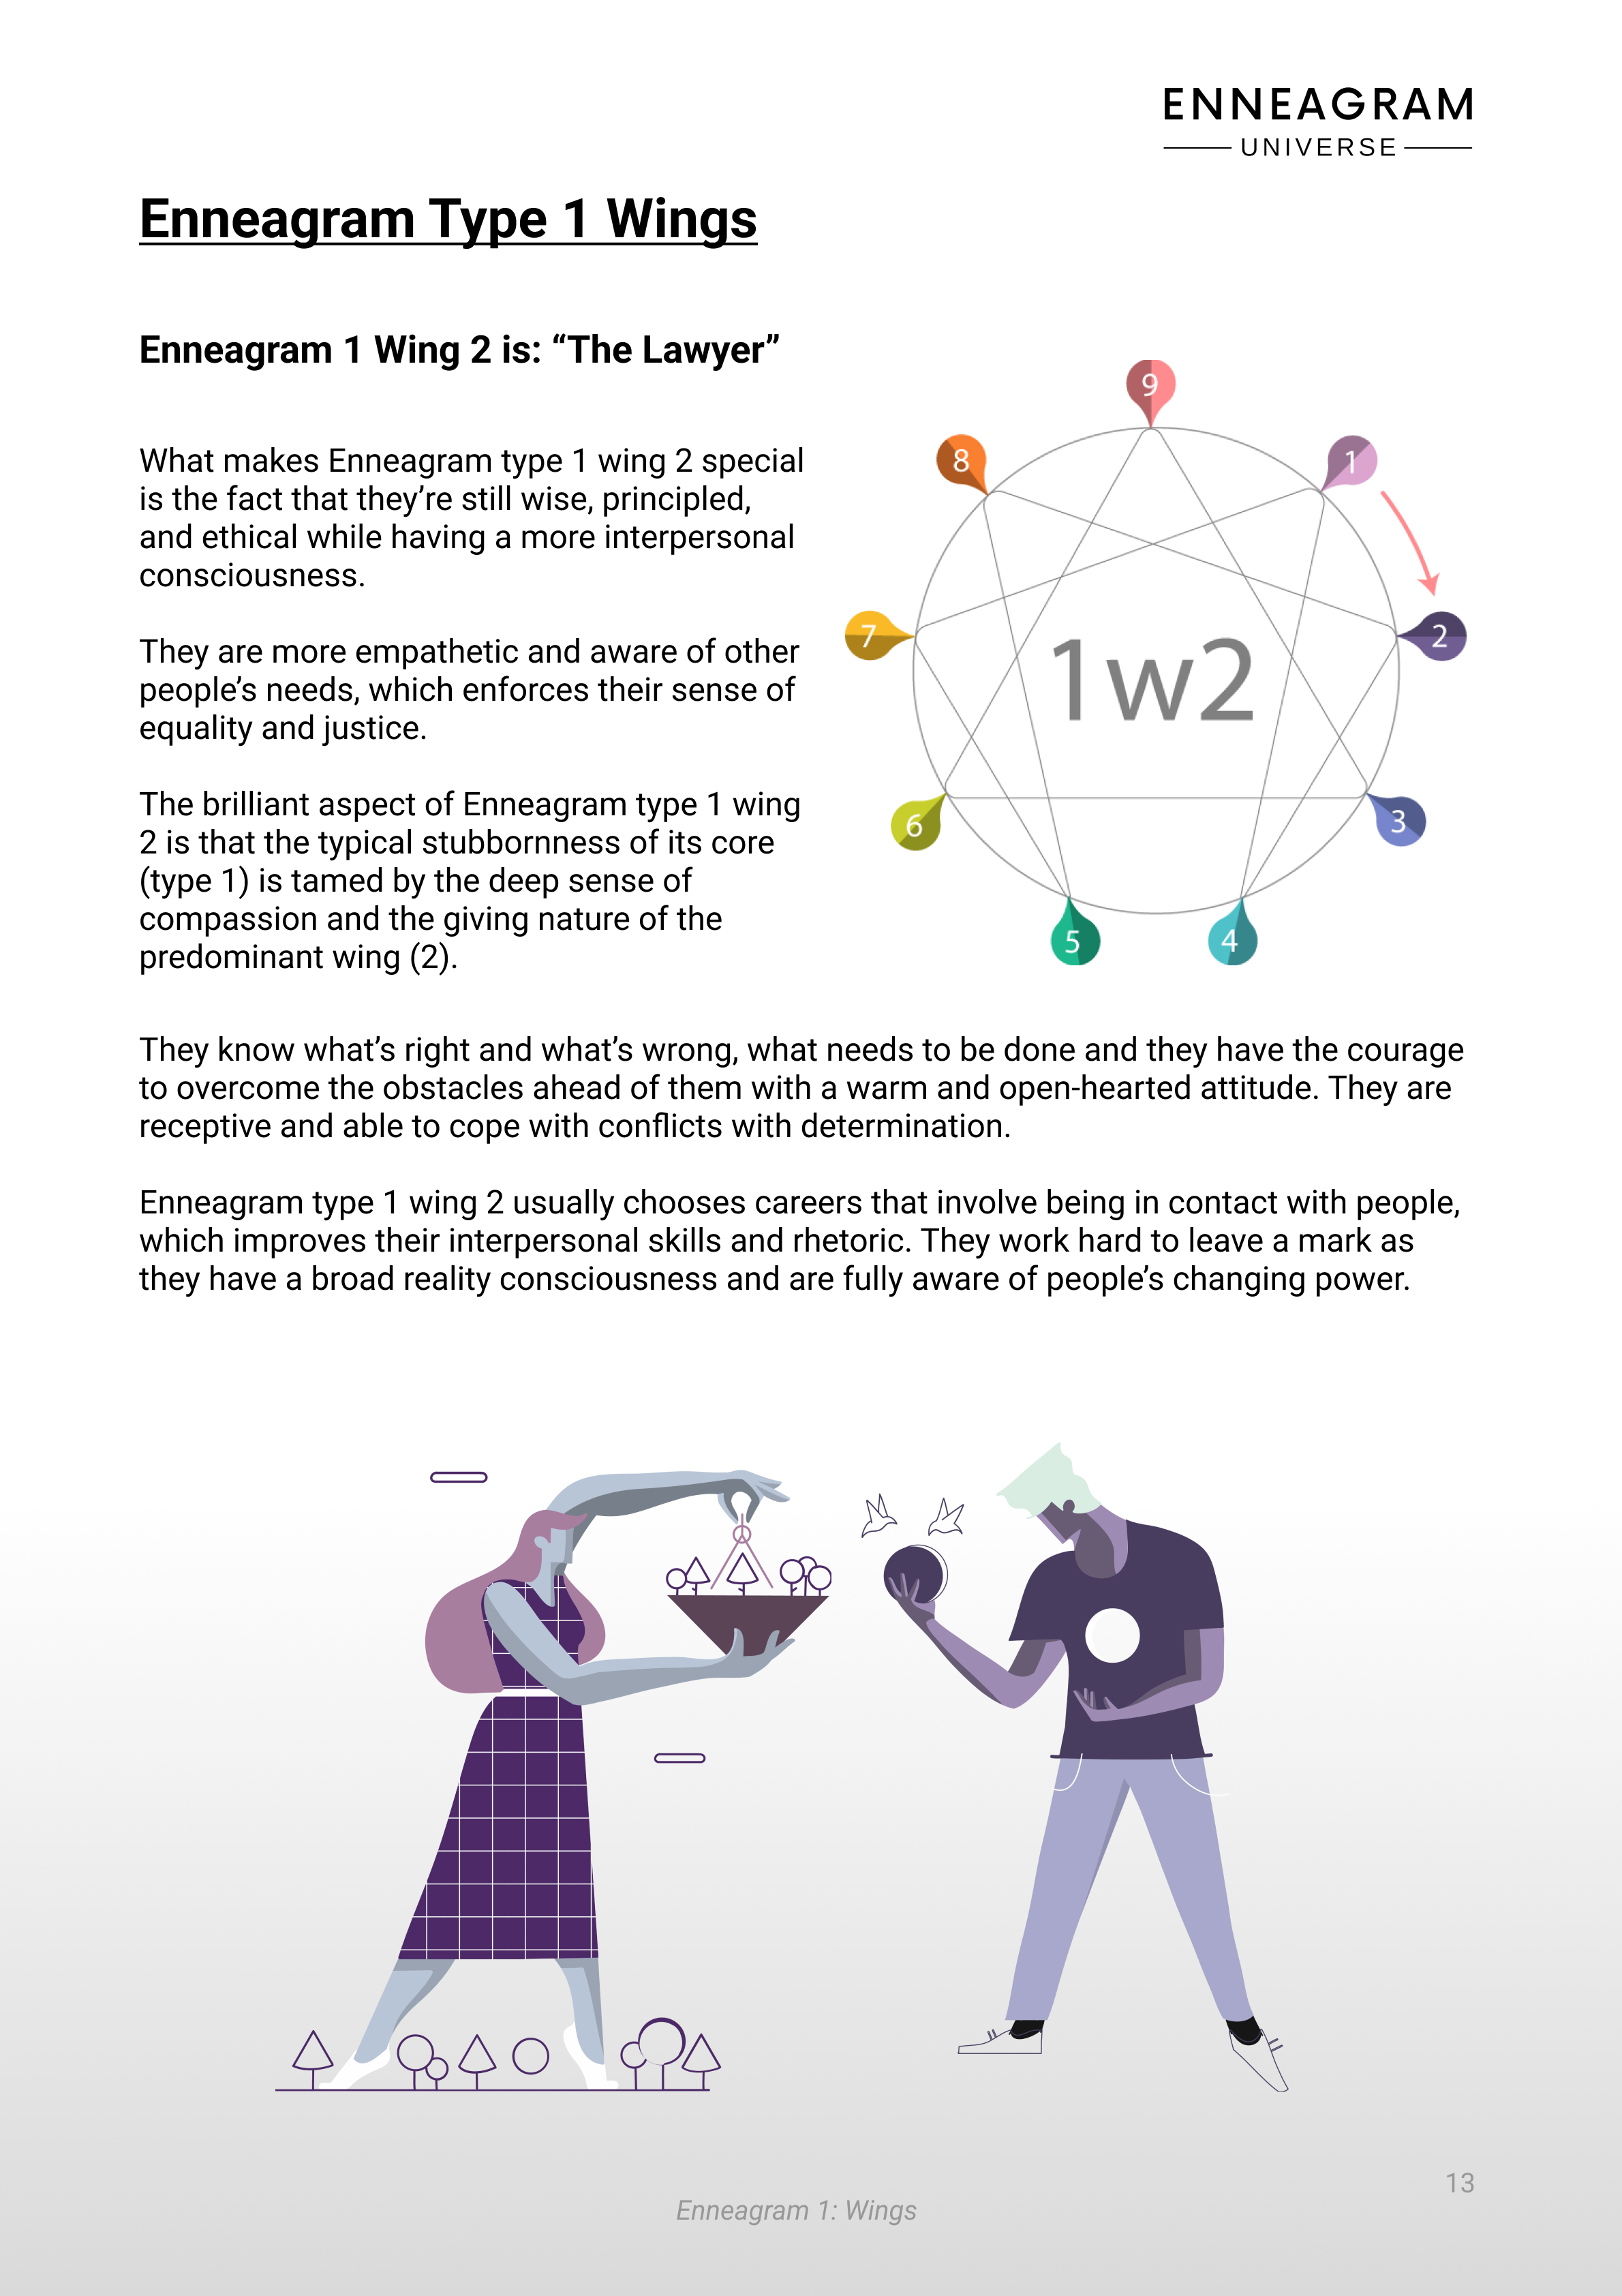 ENNEAGRAM
UNIVERSE
Enneagram Type 1 Wings
Enneagram 1 Wing 2 is: “The Lawyer”
What makes Enneagram type 1 wing 2 special
is the fact that they’re still wise, principled,
and ethical while having a more interpersonal
consciousness.
They are more empathetic and aware of other
people’s needs, which enforces their sense of
equality and justice.
The brilliant aspect of Enneagram type 1 wing
2 is that the typical stubbornness of its core
(type 1) is tamed by the deep sense of
compassion and the giving nature of the
predominant wing (2).
9
8
1
7
2
1w2
6
3
5
4
They know what’s right and what’s wrong, what needs to be done and they have the courage
to overcome the obstacles ahead of them with a warm and open-hearted attitude. They are
receptive and able to cope with conflicts with determination.
Enneagram type 1 wing 2 usually chooses careers that involve being in contact with people,
which improves their interpersonal skills and rhetoric. They work hard to leave a mark as
they have a broad reality consciousness and are fully aware of people’s changing power.
13
Enneagram 1: Wings